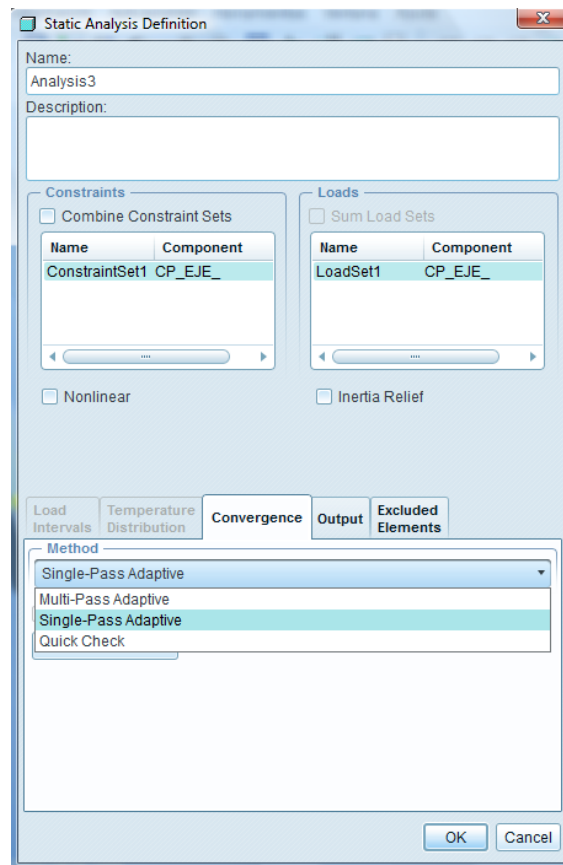 Static Analysis Definition
Name:
Analysis3
Description:
Constraints
Combine Constraint Sets
Name Component
ConstraintSet1 CP_EJE_
Loads
Sum Load Sets
Name Component
LoadSet1 CP_EJE_
Nonlinear
Inertia Relief
Load Intervals
Temperature Distribution
Convergence
Output
Excluded Elements
Method
Single-Pass Adaptive
Multi-Pass Adaptive
Single-Pass Adaptive
Quick Check
OK
Cancel